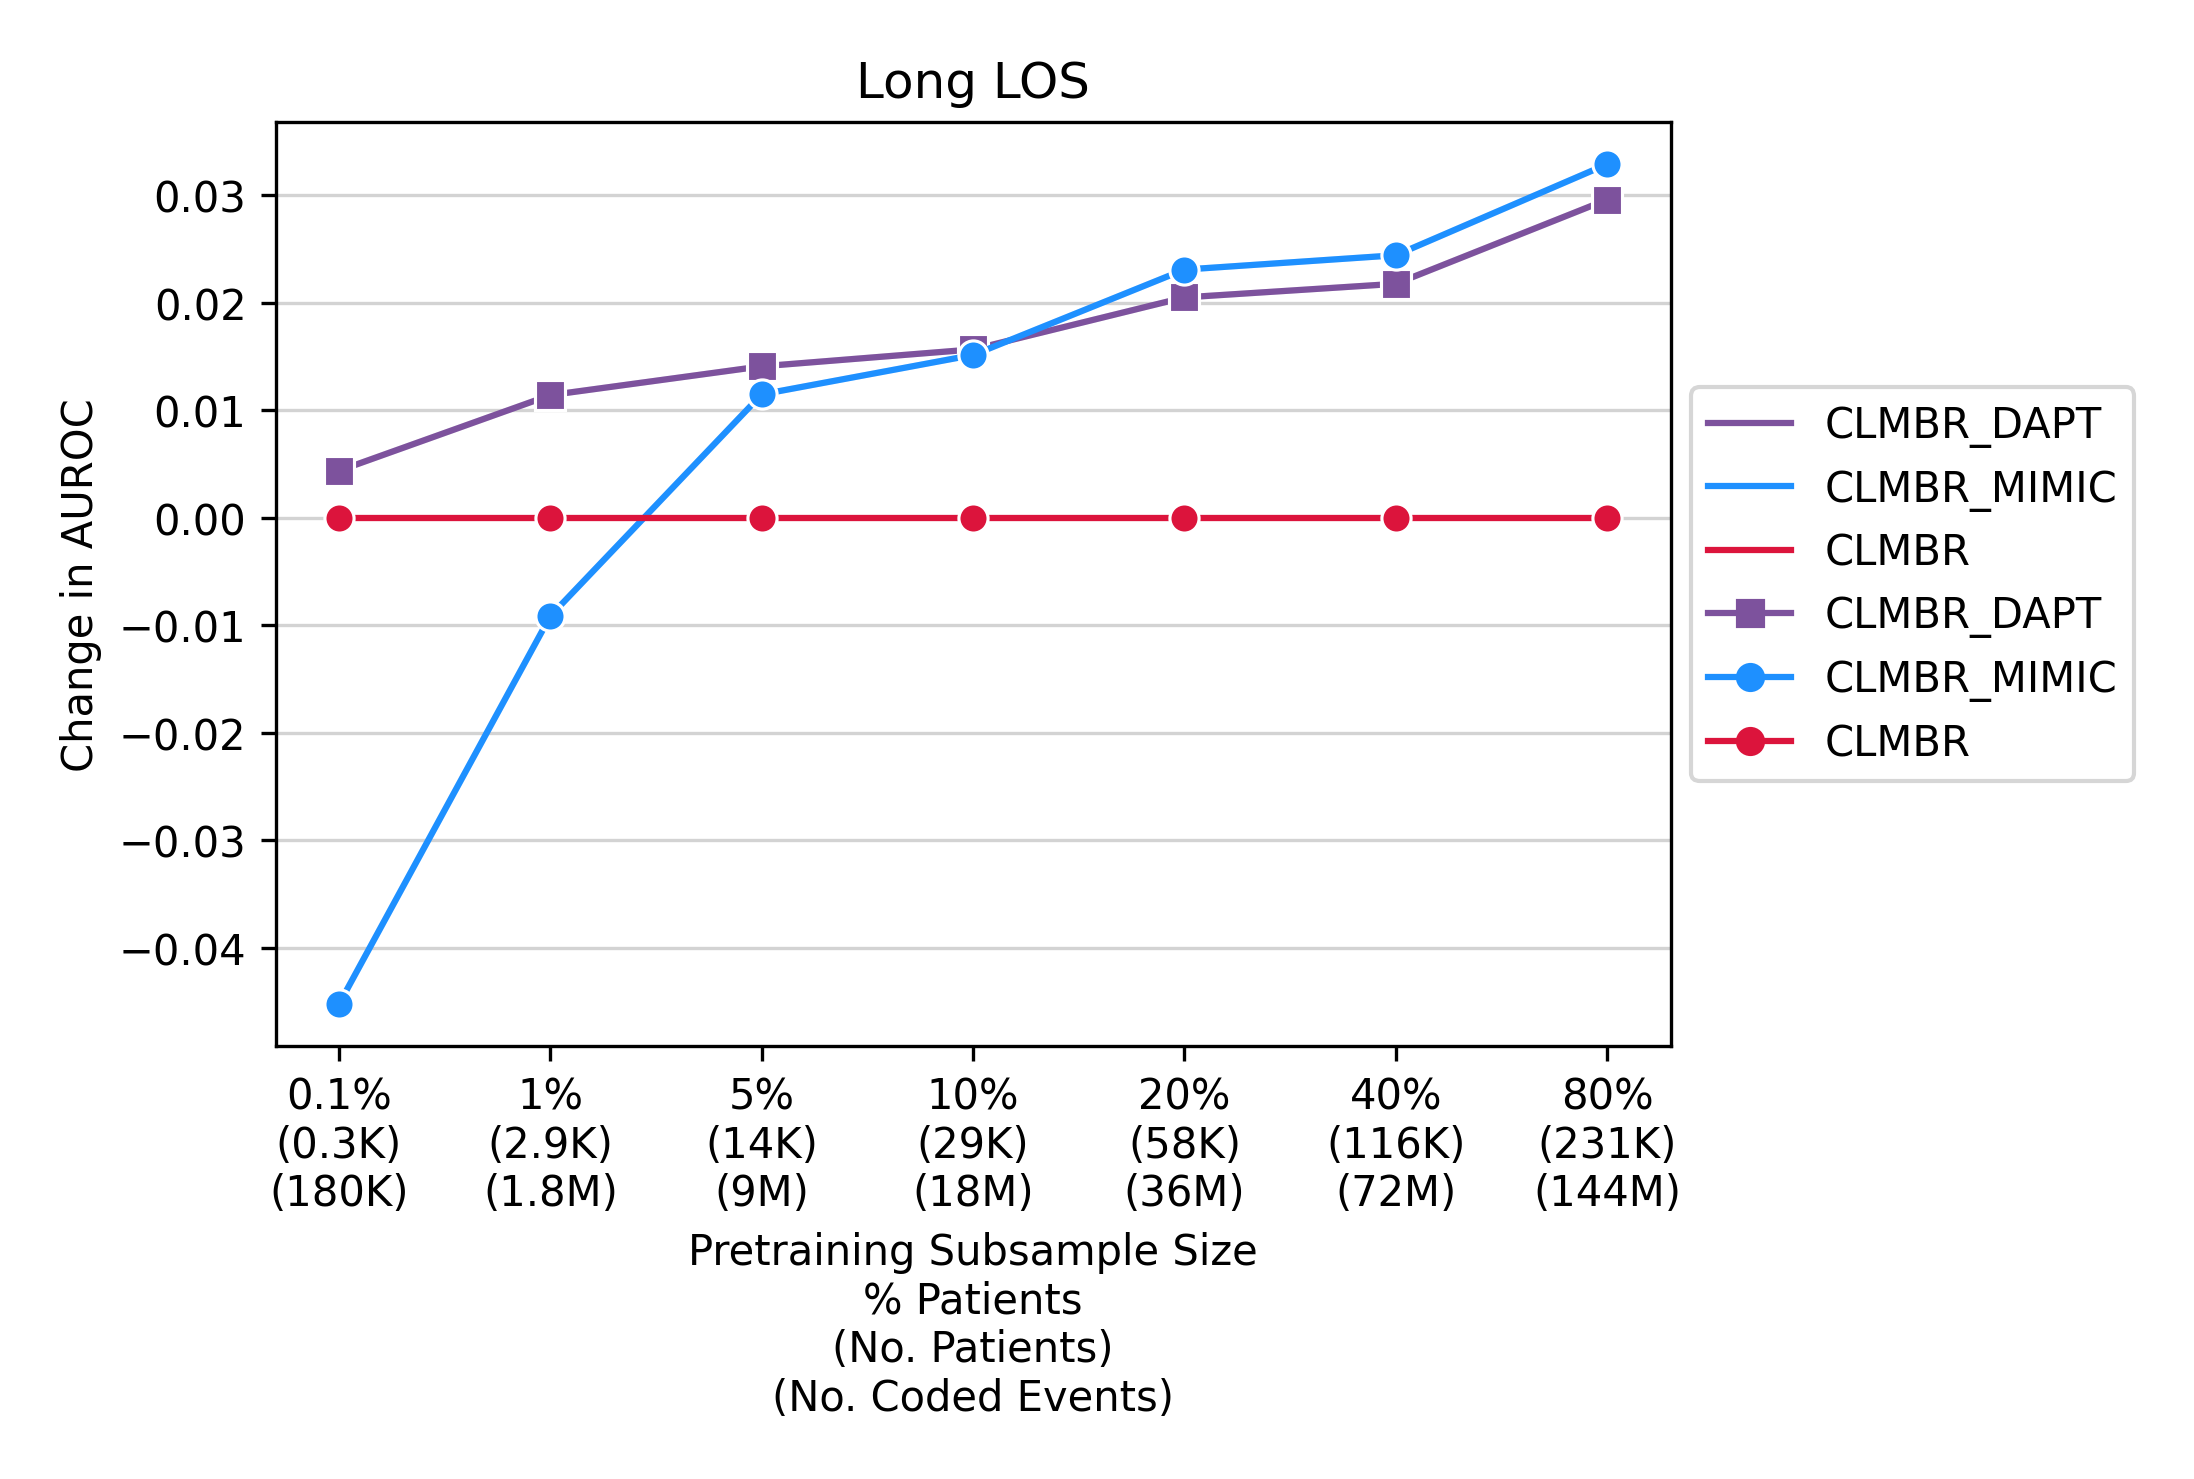 Long LOS
Change in AUROC
0.03
0.02
0.01
0.00
−0.01
−0.02
−0.03
−0.04
0.1% 1% 5% 10% 20% 40% 80%
(0.3K) (2.9K) (14K) (29K) (58K) (116K) (231K)
(180K) (1.8M) (9M) (18M) (36M) (72M) (144M)
Pretraining Subsample Size
% Patients
(No. Patients)
(No. Coded Events)
CLMBR_DAPT
CLMBR_MIMIC
CLMBR
CLMBR_DAPT
CLMBR_MIMIC
CLMBR